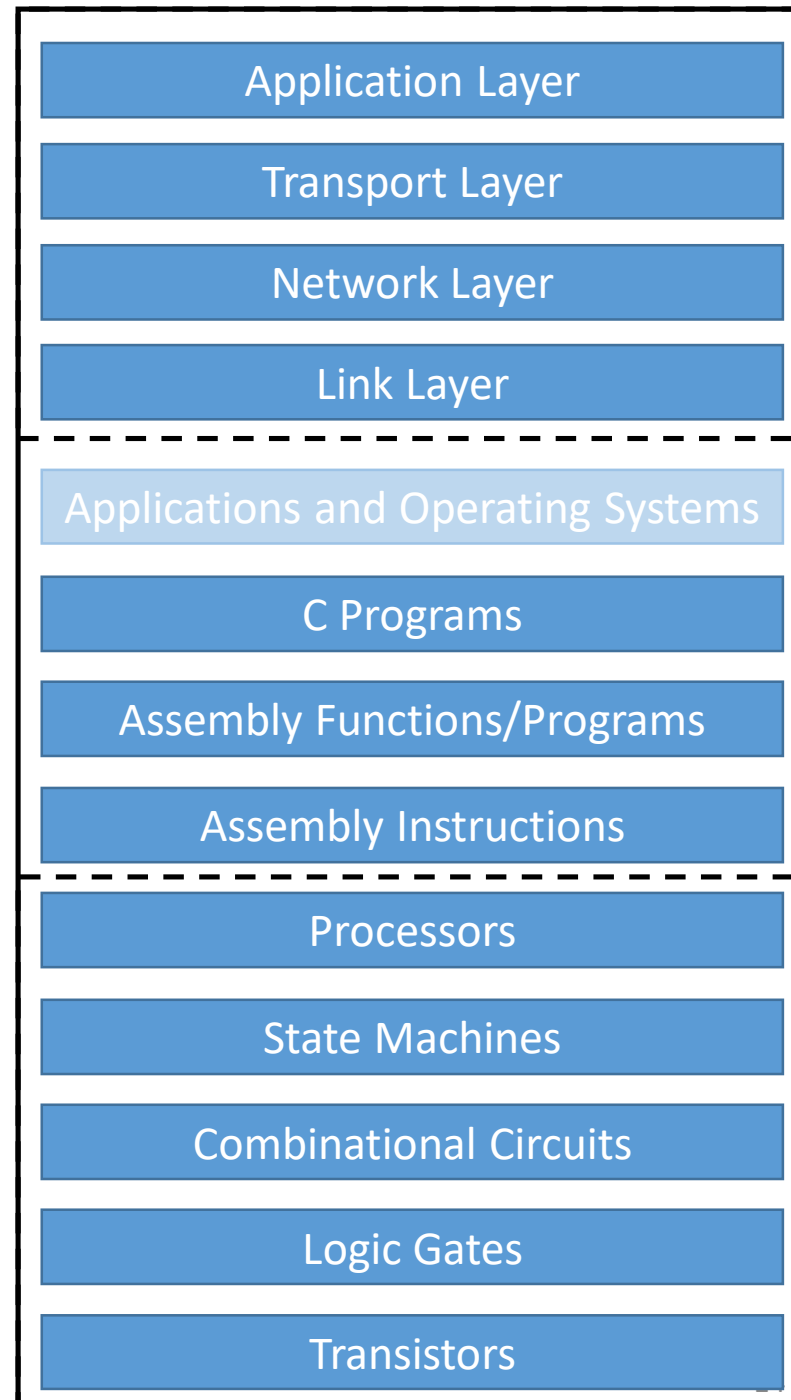 Application Layer
Transport Layer
Network Layer
Link Layer
Applications and Operating Systems
C Programs
Assembly Functions/Programs
Assembly Instructions
Processors
State Machines
Combinational Circuits
Logic Gates
Transistors